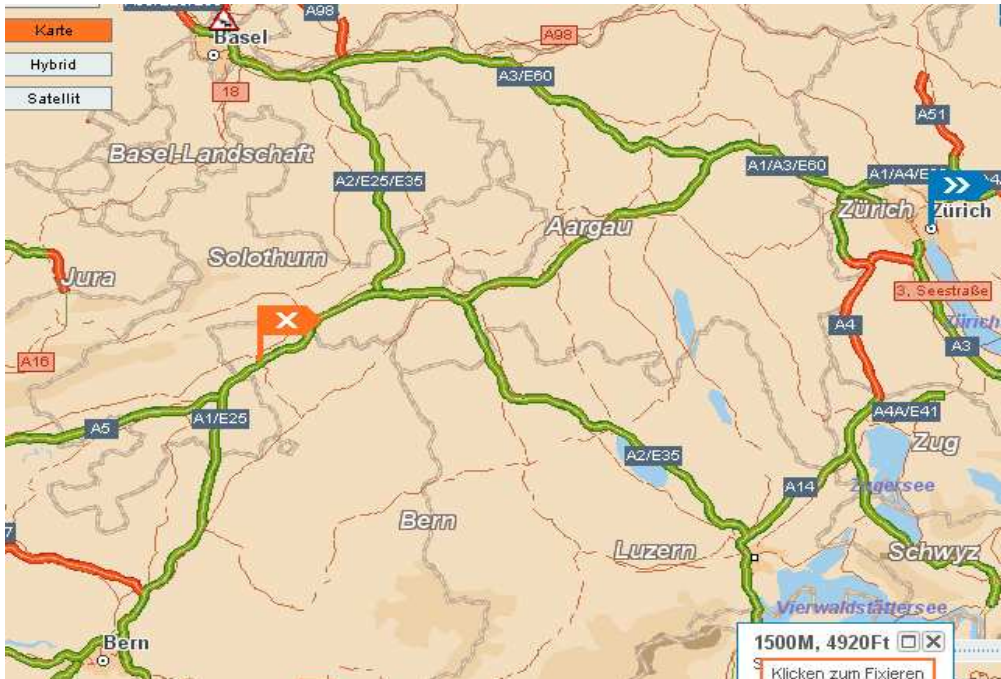 Karte
Hybrid
Satellit
A98
Basel
A98
18
A3/E60
A51
Basel-Landschaft
A2/E25/E35
A1/A3/E60
Zürich
Zürich
Aargau
Solothurn
Jura
3, Seestraße
Zürich
A4
A3
A16
A1/E25
A5
A4A/E41
Zug
A2/E35
A14
Zugersee
Bern
Luzern
Schwyz
Vierwaldstättersee
Bern
1500M, 4920Ft
Klicken zum Fixieren